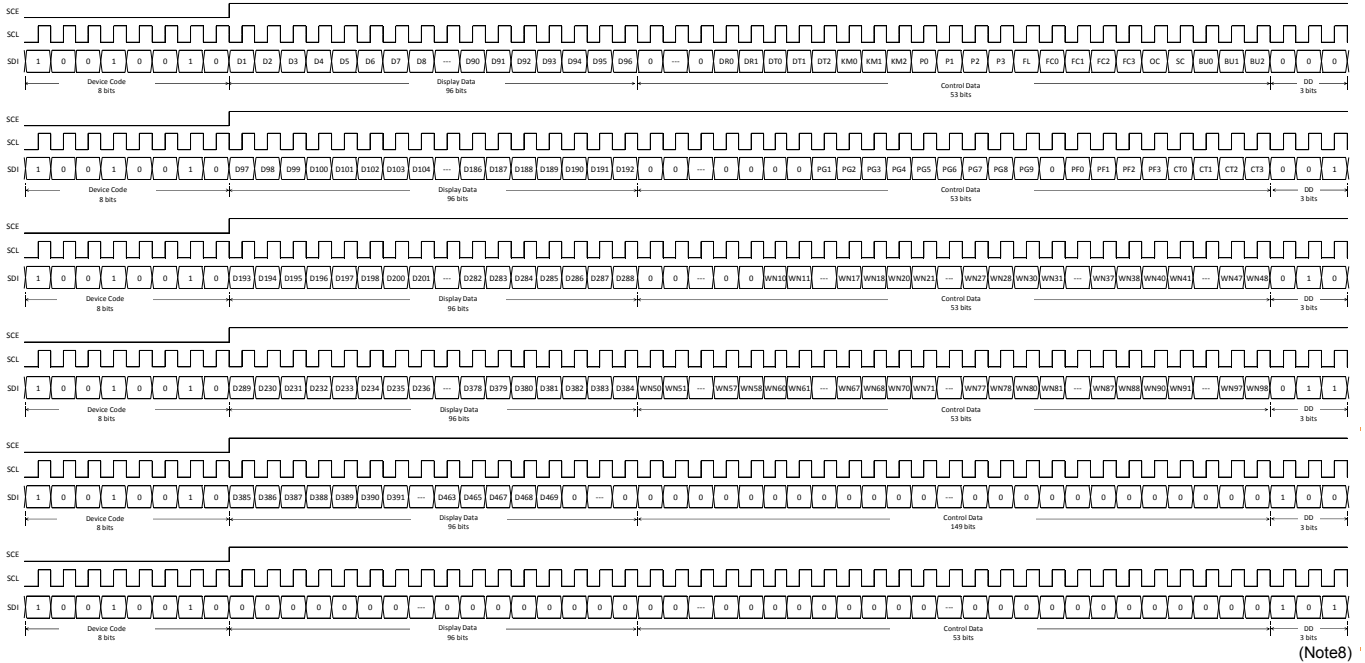 SCE
SCL
SDI 1 0 0 1 0 0 1 0 D1 D2 D3 D4 D5 D6 D7 D8 --- D90 D91 D92 D93 D94 D95 D96 0 --- 0 DR0 DR1 DT0 DT1 DT2 KM0 KM1 KM2 P0 P1 P2 P3 FL FC0 FC1 FC2 FC3 OC SC BU0 BU1 BU2 0 0 0
Device Code Display Data Control Data DD
8 bits 96 bits 53 bits 3 bits
SCE
SCL
SDI 1 0 0 1 0 0 1 0 D97 D98 D99 D100 D101 D102 D103 D104 --- D186 D187 D188 D189 D190 D191 D192 0 0 --- 0 0 0 0 PG1 PG2 PG3 PG4 PG5 PG6 PG7 PG8 PG9 0 PF0 PF1 PF2 PF3 CT0 CT1 CT2 CT3 0 0 1
Device Code Display Data Control Data DD
8 bits 96 bits 53 bits 3 bits
SCE
SCL
SDI 1 0 0 1 0 0 1 0 D193 D194 D195 D196 D197 D198 D200 D201 --- D282 D283 D284 D285 D286 D287 D288 0 0 --- 0 0 WN10 WN11 --- WN17 WN18 WN20 WN21 --- WN27 WN28 WN30 WN31 --- WN37 WN38 WN40 WN41 --- WN47 WN48 0 1 0
Device Code Display Data Control Data DD
8 bits 96 bits 53 bits 3 bits
SCE
SCL
SDI 1 0 0 1 0 0 1 0 D289 D230 D231 D232 D233 D234 D235 D236 --- D378 D379 D380 D381 D382 D383 D384 WN50 WN51 --- WN57 WN58 WN60 WN61 --- WN67 WN68 WN70 WN71 --- WN77 WN78 WN80 WN81 --- WN87 WN88 WN90 WN91 --- WN97 WN98 0 1 1
Device Code Display Data Control Data DD
8 bits 96 bits 53 bits 3 bits
SCE
SCL
SDI 1 0 0 1 0 0 1 0 D385 D386 D387 D388 D389 D390 D391 --- D463 D465 D467 D468 D469 0 --- 0 0 0 0 0 0 0 0 0 0 0 0 --- 0 0 0 0 0 0 0 0 0 0 0 0 1 0 0
Device Code Display Data Control Data DD
8 bits 96 bits 149 bits 3 bits
SCE
SCL
SDI 1 0 0 1 0 0 1 0 0 0 0 0 0 0 0 --- 0 0 0 0 0 0 0 0 0 0 --- 0 0 0 0 0 0 0 0 0 --- 0 0 0 0 0 0 0 0 0 0 0 0 1 0 1
Device Code Display Data Control Data DD
8 bits 96 bits 53 bits 3 bits
(Note8)